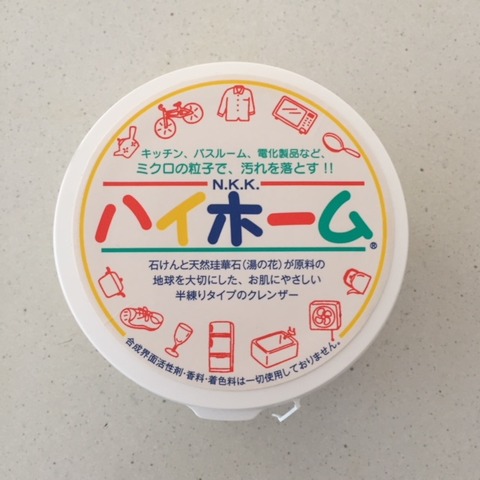 キッチン、バスルーム、電化製品など、
ミクロの粒子で、汚れを落とす!!
N.K.K.
ハイホーム®
石けんと天然珪華石(湯の花)が原料の
地球を大切にした、お肌にやさしい
半練りタイプのクレンザー
合成界面活性剤・香料・着色料は一切使用しておりません。